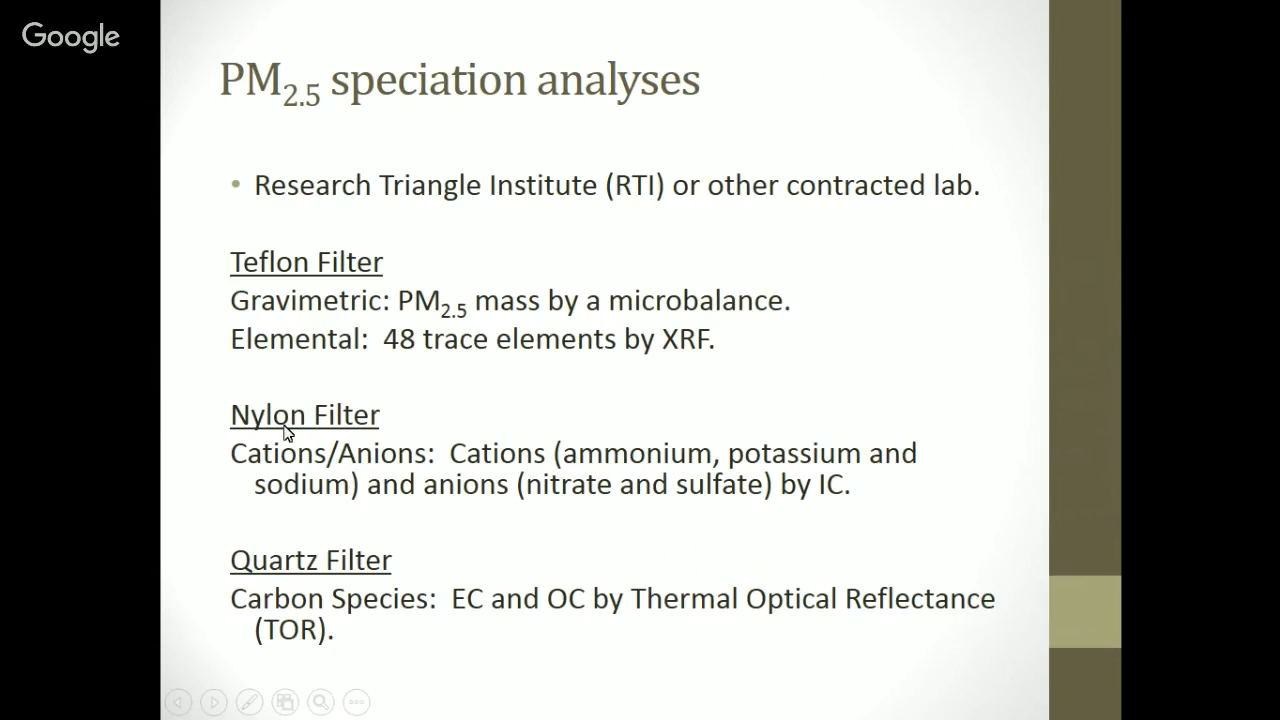 Google
PM2.5 speciation analyses
• Research Triangle Institute (RTI) or other contracted lab.
Teflon Filter
Gravimetric: PM2.5 mass by a microbalance.
Elemental:  48 trace elements by XRF.
Nylon Filter
Cations/Anions:  Cations (ammonium, potassium and
sodium) and anions (nitrate and sulfate) by IC.
Quartz Filter
Carbon Species:  EC and OC by Thermal Optical Reflectance
(TOR).